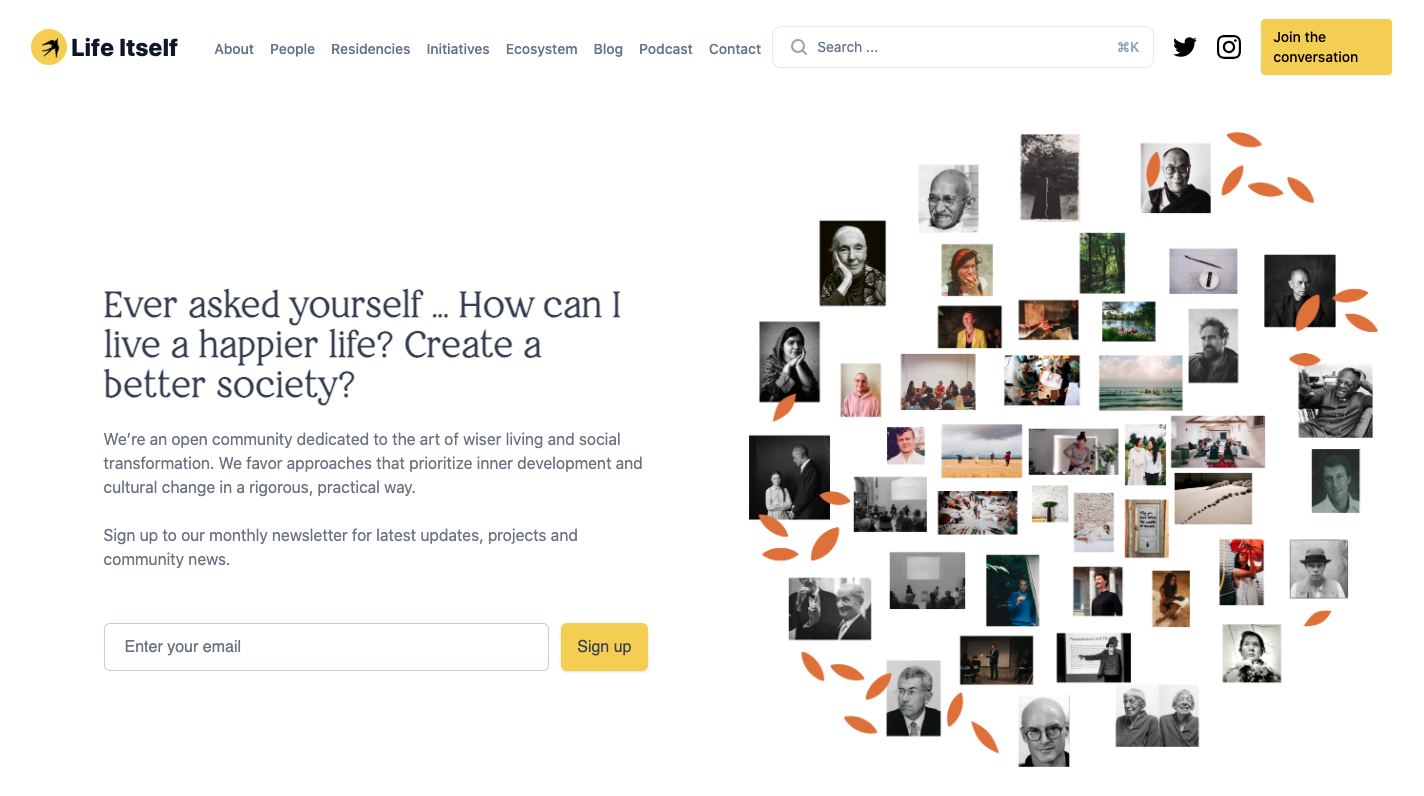 Life Itself
About People Residencies Initiatives Ecosystem Blog Podcast Contact
Search ... ⌘K
Join the
conversation
Ever asked yourself ... How can I
live a happier life? Create a
better society?
We’re an open community dedicated to the art of wiser living and social
transformation. We favor approaches that prioritize inner development and
cultural change in a rigorous, practical way.
Sign up to our monthly newsletter for latest updates, projects and
community news.
Enter your email
Sign up